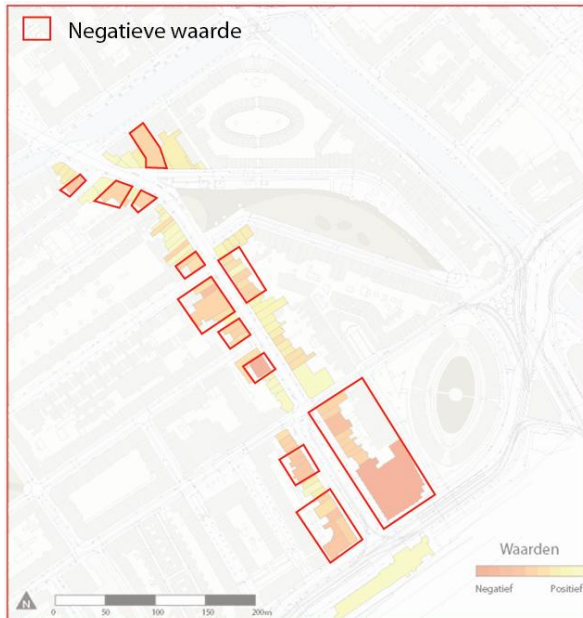 Negatieve waarde
Waarden
Negatief Positief
N
0 50 100 150 200m